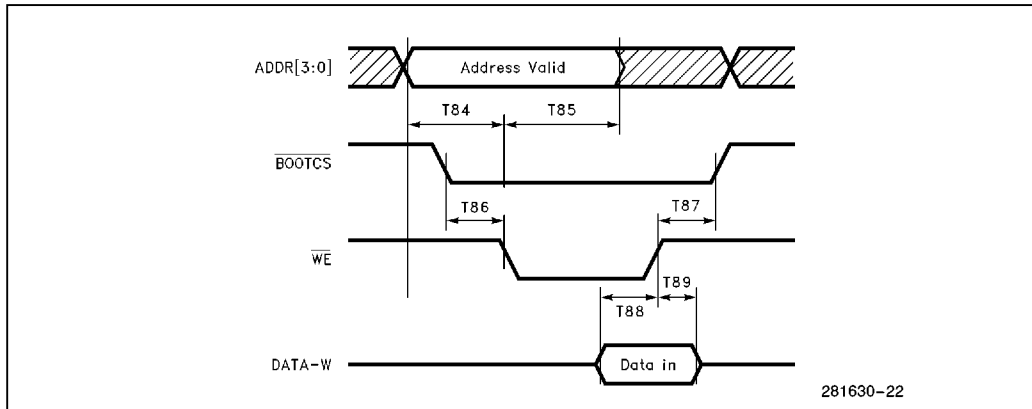 ADDR[3:0]
Address Valid
T84
T85
BOOTCS
T86
T87
WE
T88
T89
DATA-W
Data in
281630-22